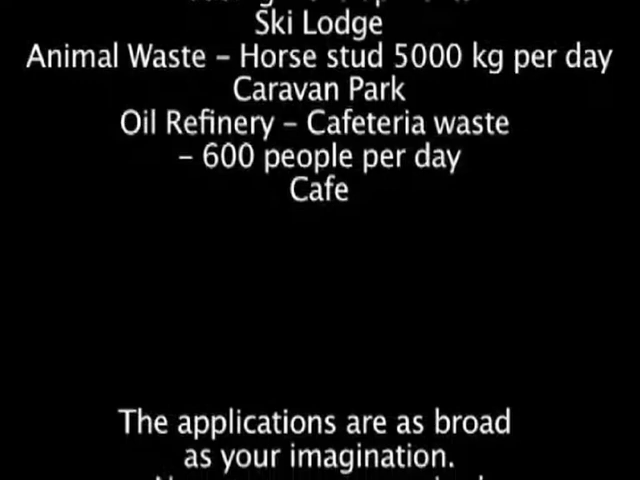 Ski Lodge
Animal Waste – Horse stud 5000 kg per day
Caravan Park
Oil Refinery – Cafeteria waste
– 600 people per day
Cafe
The applications are as broad
as your imagination.